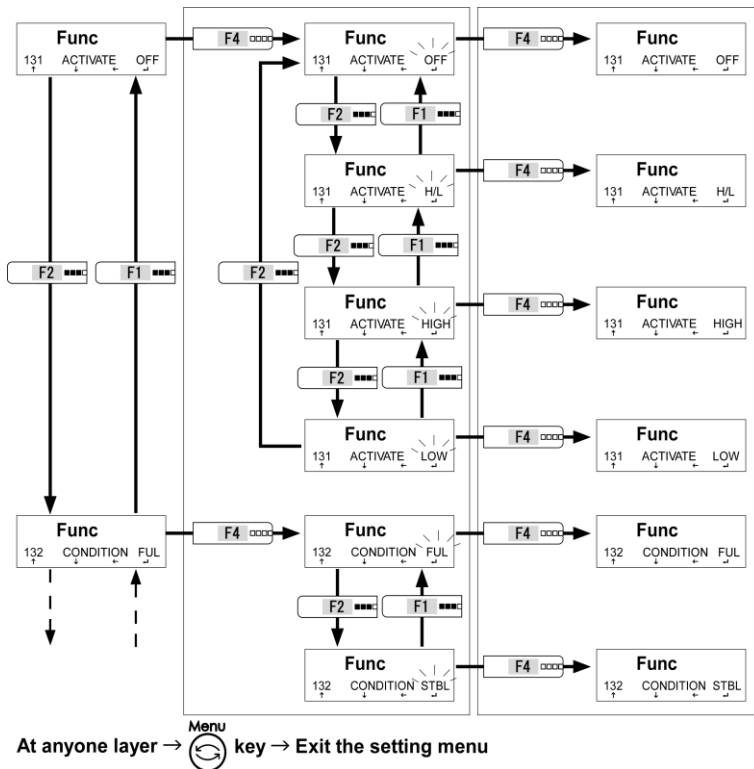 Func F4 Func F4 Func
131 ACTIVATE OFF 131 ACTIVATE OFF 131 ACTIVATE OFF
↑ ↓ ← ↵ ↑ ↓ ← ↵ ↑ ↓ ← ↵
F2 F1
Func F4 Func
131 ACTIVATE H/L 131 ACTIVATE H/L
↑ ↓ ← ↵ ↑ ↓ ← ↵
F2 F1
F2 F1 F2
Func F4 Func
131 ACTIVATE HIGH 131 ACTIVATE HIGH
↑ ↓ ← ↵ ↑ ↓ ← ↵
F2 F1
Func F4 Func
131 ACTIVATE LOW 131 ACTIVATE LOW
↑ ↓ ← ↵ ↑ ↓ ← ↵
Func F4 Func F4 Func
132 CONDITION FUL 132 CONDITION FUL 132 CONDITION FUL
↑ ↓ ← ↵ ↑ ↓ ← ↵ ↑ ↓ ← ↵
F2 F1
Func F4 Func
132 CONDITION STBL 132 CONDITION STBL
↑ ↓ ← ↵ ↑ ↓ ← ↵
Menu
At anyone layer → key → Exit the setting menu